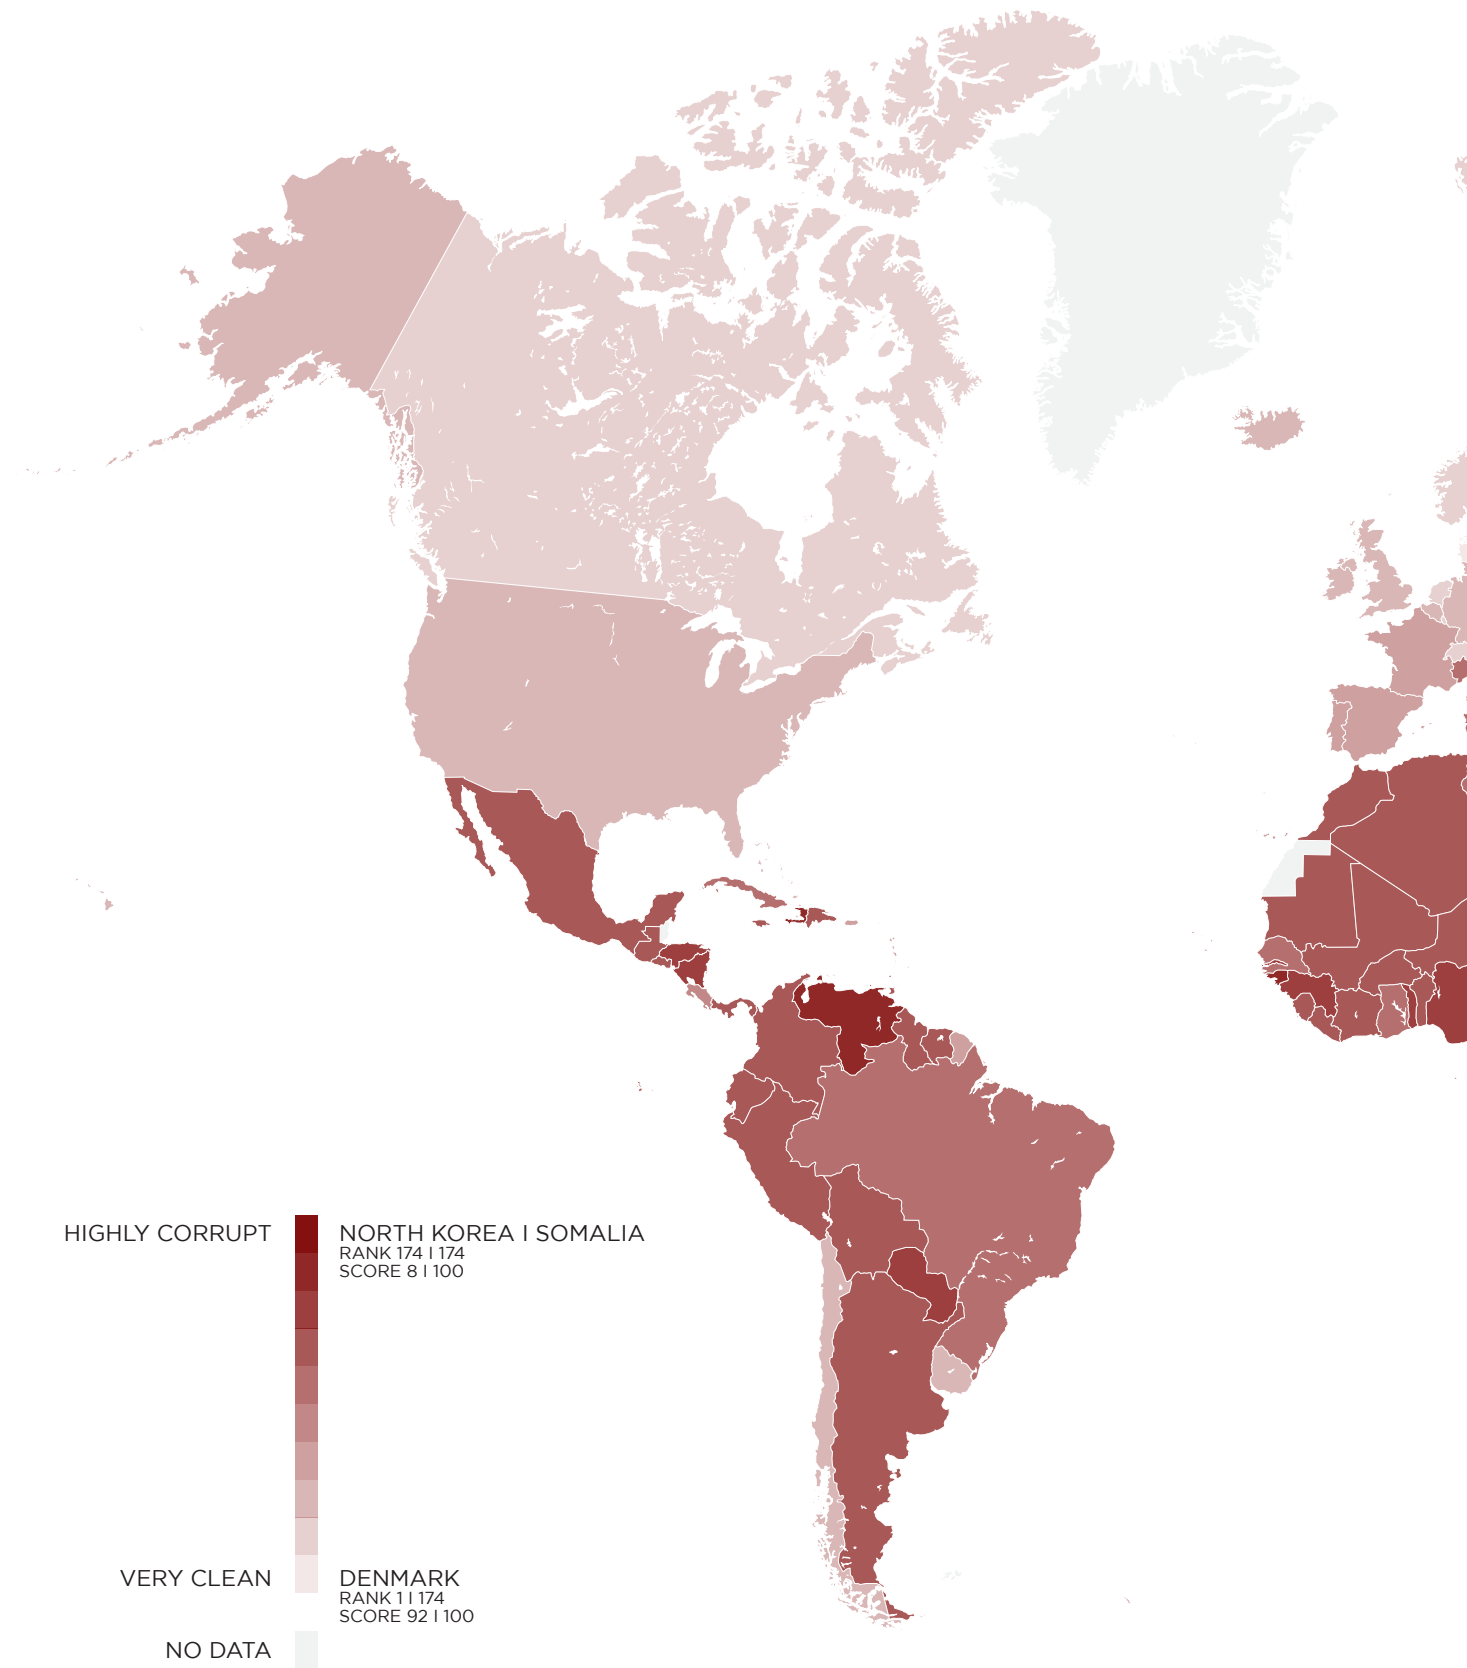 HIGHLY CORRUPT
NORTH KOREA I SOMALIA
RANK 174 I 174
SCORE 8 I 100
VERY CLEAN
DENMARK
RANK 1 I 174
SCORE 92 I 100
NO DATA